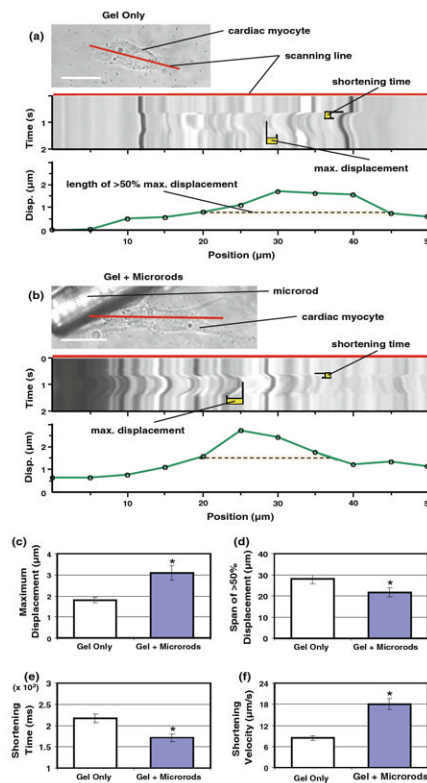 Gel Only
(a)
cardiac myocyte
scanning line
shortening time
Time (s)
0
1
2
max. displacement
length of >50% max. displacement
Disp. (µm)
3
2
1
0
0 10 20 30 40 50
Position (µm)
Gel + Microrods
(b)
microrod
cardiac myocyte
shortening time
Time (s)
0
1
2
max. displacement
Disp. (µm)
3
2
1
0
0 10 20 30 40 50
Position (µm)
(c)
Maximum
Displacement (µm)
4
3
2
1
0
*
Gel Only Gel + Microrods
(d)
Span of >50%
Displacement (µm)
40
30
20
10
0
*
Gel Only Gel + Microrods
(e)
(x 10²)
Shortening
Time (ms)
3
2.5
2
1.5
1
*
Gel Only Gel + Microrods
(f)
Shortening
Velocity (µm/s)
24
18
12
6
0
*
Gel Only Gel + Microrods